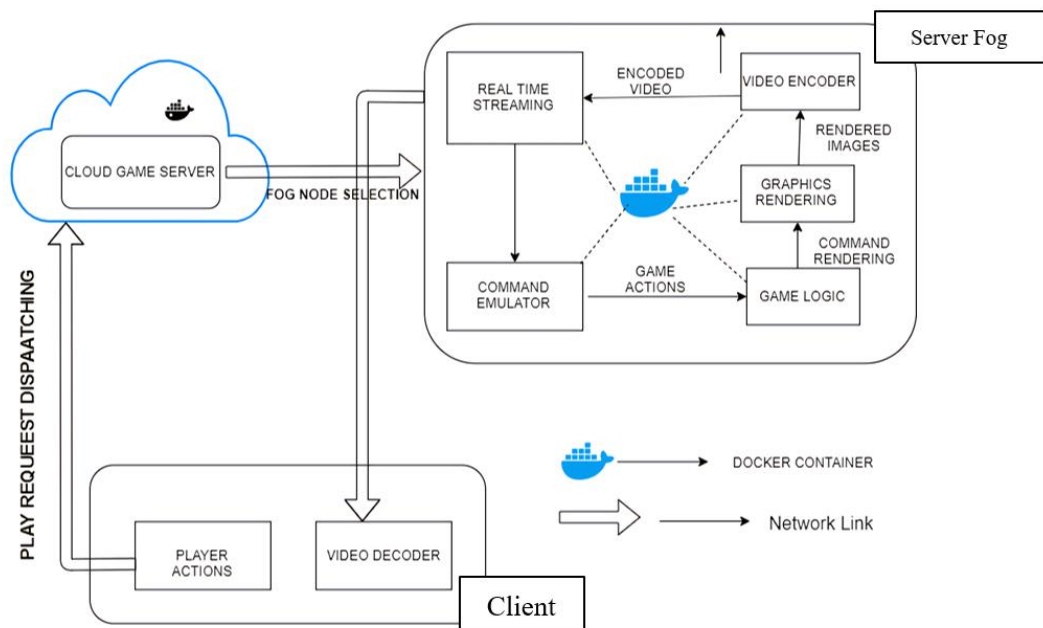 Server Fog
REAL TIME
STREAMING
ENCODED
VIDEO
VIDEO ENCODER
RENDERED
IMAGES
CLOUD GAME SERVER
FOG NODE SELECTION
GRAPHICS
RENDERING
COMMAND
RENDERING
COMMAND
EMULATOR
GAME
ACTIONS
GAME LOGIC
PLAY REQUEEST DISPAATCHING
DOCKER CONTAINER
Network Link
PLAYER
ACTIONS
VIDEO DECODER
Client